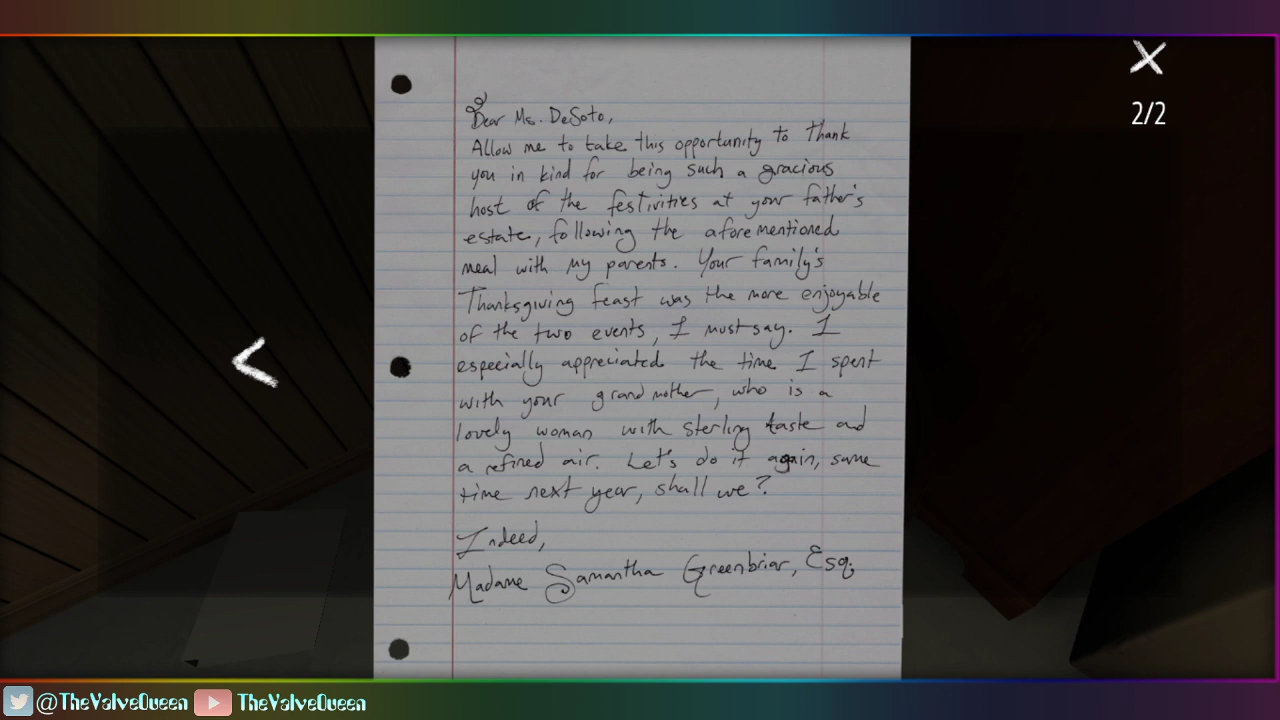 2/2
Dear Ms. DeSoto,
Allow me to take this opportunity to thank
you in kind for being such a gracious
host of the festivities at your father's
estate, following the aforementioned
meal with my parents. Your family's
Thanksgiving feast was the more enjoyable
of the two events, I must say. I
especially appreciated the time I spent
with your grandmother, who is a
lovely woman with sterling taste and
a refined air. Let's do it again, same
time next year, shall we?
Indeed,
Madame Samantha Greenbriar, Esq.
@TheValveQueen TheValveQueen